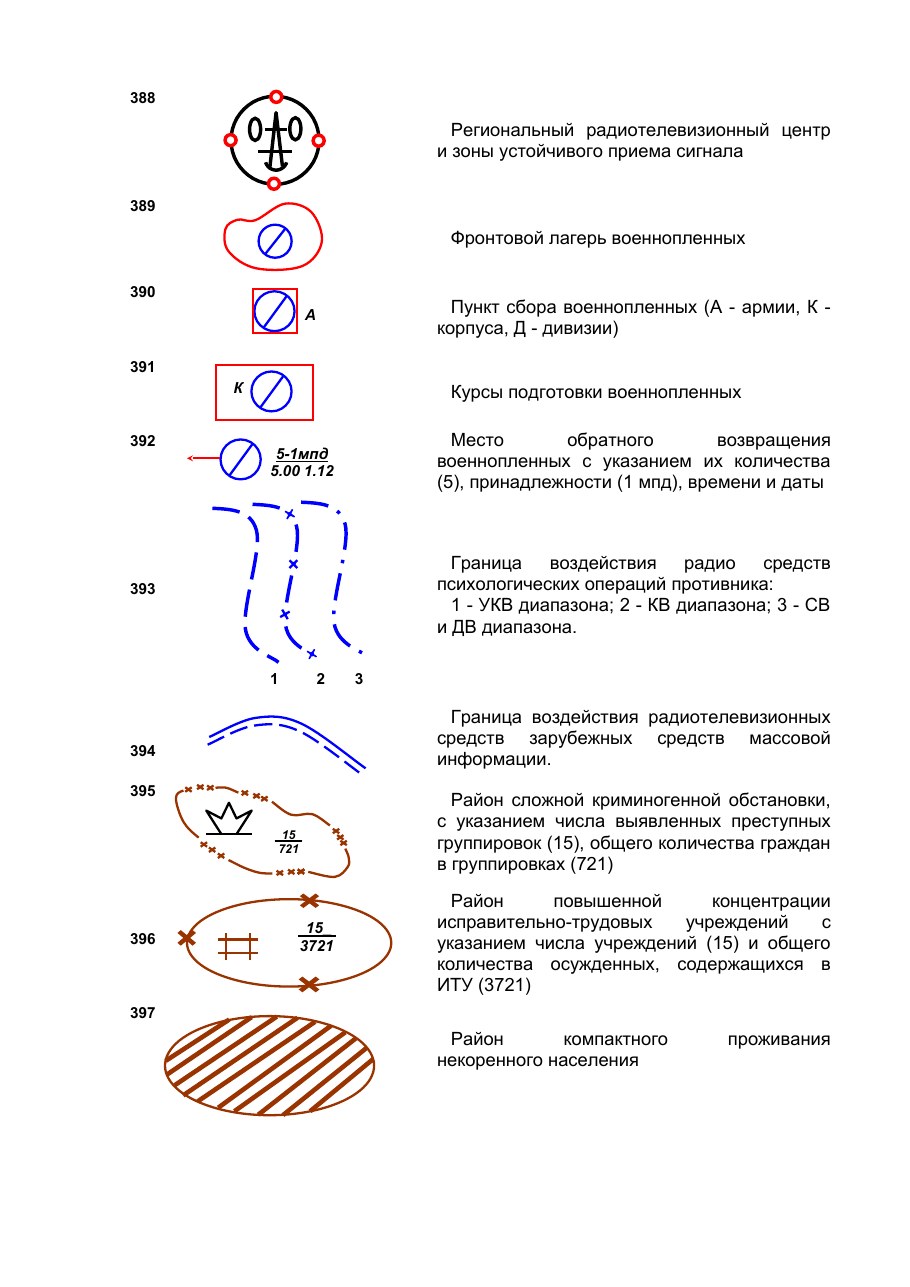 388
Региональный радиотелевизионный центр
и зоны устойчивого приема сигнала
389
Фронтовой лагерь военнопленных
390
А
Пункт сбора военнопленных (А - армии, К -
корпуса, Д - дивизии)
391
К
Курсы подготовки военнопленных
392
5-1мпд
5.00 1.12
Место обратного возвращения
военнопленных с указанием их количества
(5), принадлежности (1 мпд), времени и даты
393
1 2 3
Граница воздействия радио средств
психологических операций противника:
1 - УКВ диапазона; 2 - КВ диапазона; 3 - СВ
и ДВ диапазона.
394
Граница воздействия радиотелевизионных
средств зарубежных средств массовой
информации.
395
15
721
Район сложной криминогенной обстановки,
с указанием числа выявленных преступных
группировок (15), общего количества граждан
в группировках (721)
396
15
3721
Район повышенной концентрации
исправительно-трудовых учреждений с
указанием числа учреждений (15) и общего
количества осужденных, содержащихся в
ИТУ (3721)
397
Район компактного проживания
некоренного населения